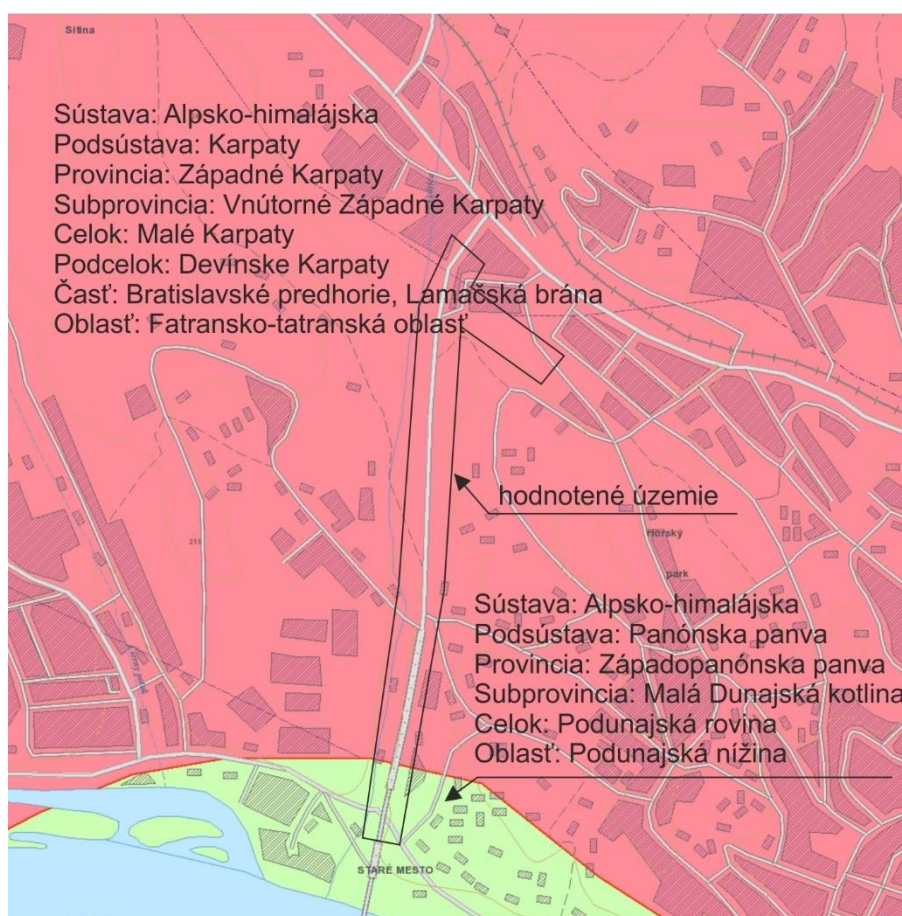 Sitina
Sústava: Alpsko-himalájska
Podsústava: Karpaty
Provincia: Západné Karpaty
Subprovincia: Vnútorné Západné Karpaty
Celok: Malé Karpaty
Podcelok: Devínske Karpaty
Časť: Bratislavské predhorie, Lamačská brána
Oblasť: Fatransko-tatranská oblasť
hodnotené územie
Horský
park
Sústava: Alpsko-himalájska
Podsústava: Panónska panva
Provincia: Západopanónska panva
Subprovincia: Malá Dunajská kotlina
Celok: Podunajská rovina
Oblasť: Podunajská nížina
STARÉ MESTO